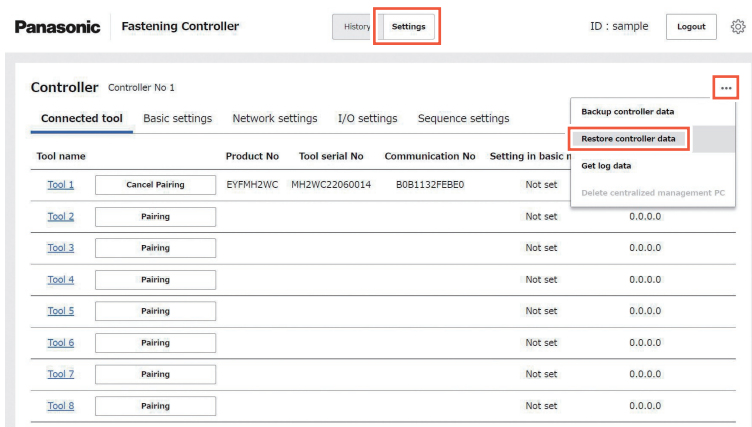 Panasonic Fastening Controller History Settings ID : sample Logout
Controller Controller No 1
...
Connected tool Basic settings Network settings I/O settings Sequence settings
Backup controller data
Restore controller data
Get log data
Delete centralized management PC
Tool name Product No Tool serial No Communication No Setting in basic
Tool 1 Cancel Pairing EYFMH2WC MH2WC22060014 B0B1132FEBE0 Not set
Tool 2 Pairing Not set 0.0.0.0
Tool 3 Pairing Not set 0.0.0.0
Tool 4 Pairing Not set 0.0.0.0
Tool 5 Pairing Not set 0.0.0.0
Tool 6 Pairing Not set 0.0.0.0
Tool 7 Pairing Not set 0.0.0.0
Tool 8 Pairing Not set 0.0.0.0